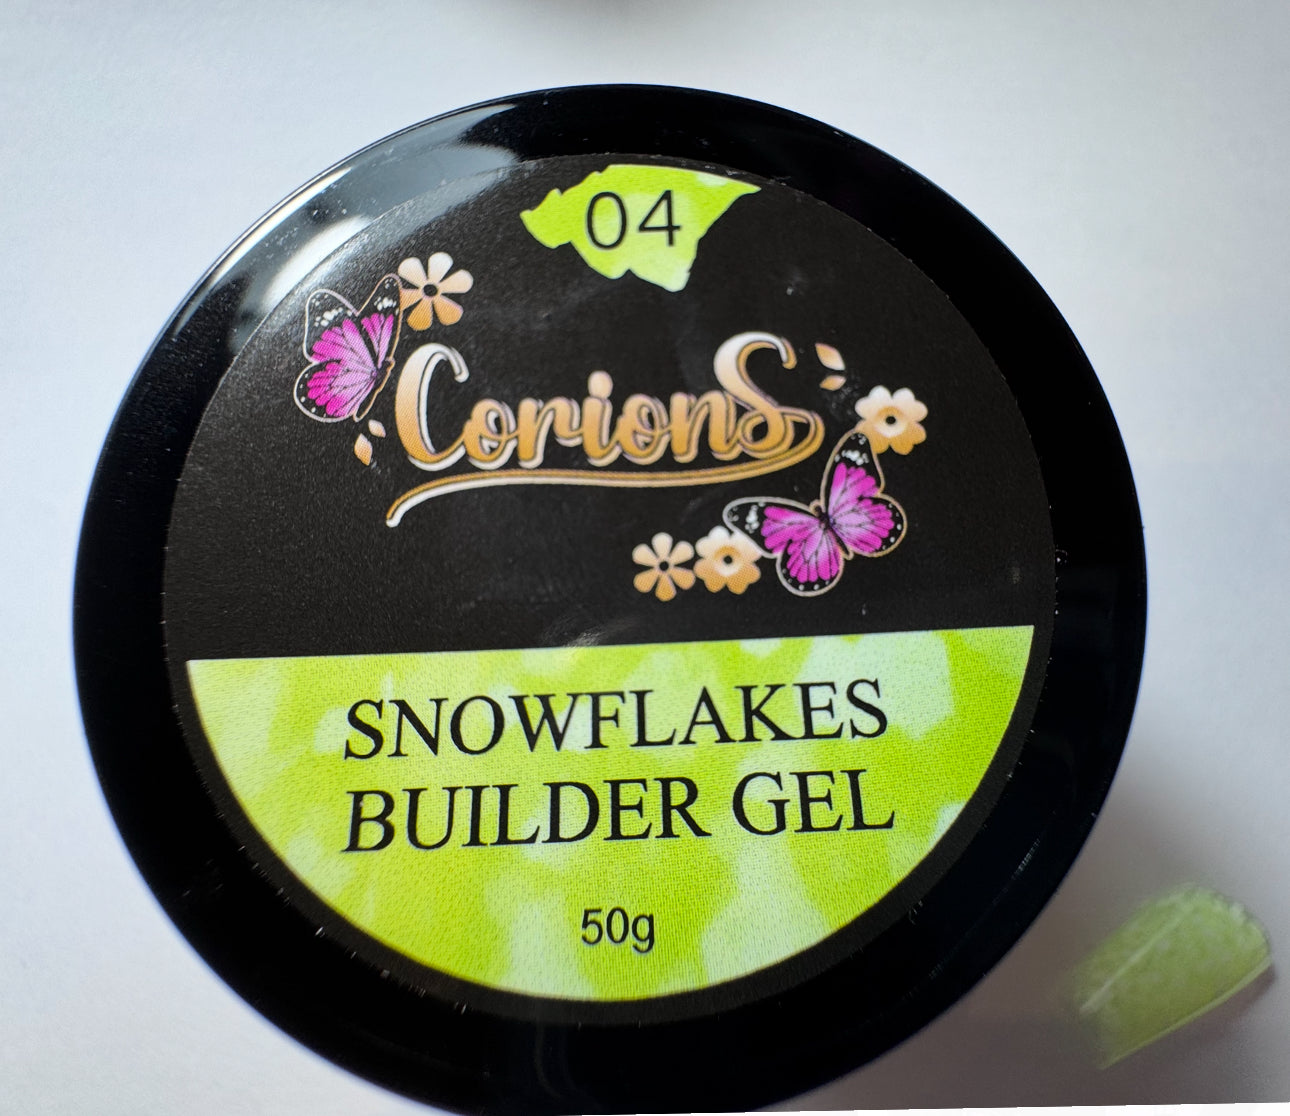 04
CorionS
SNOWFLAKES
BUILDER GEL
50g